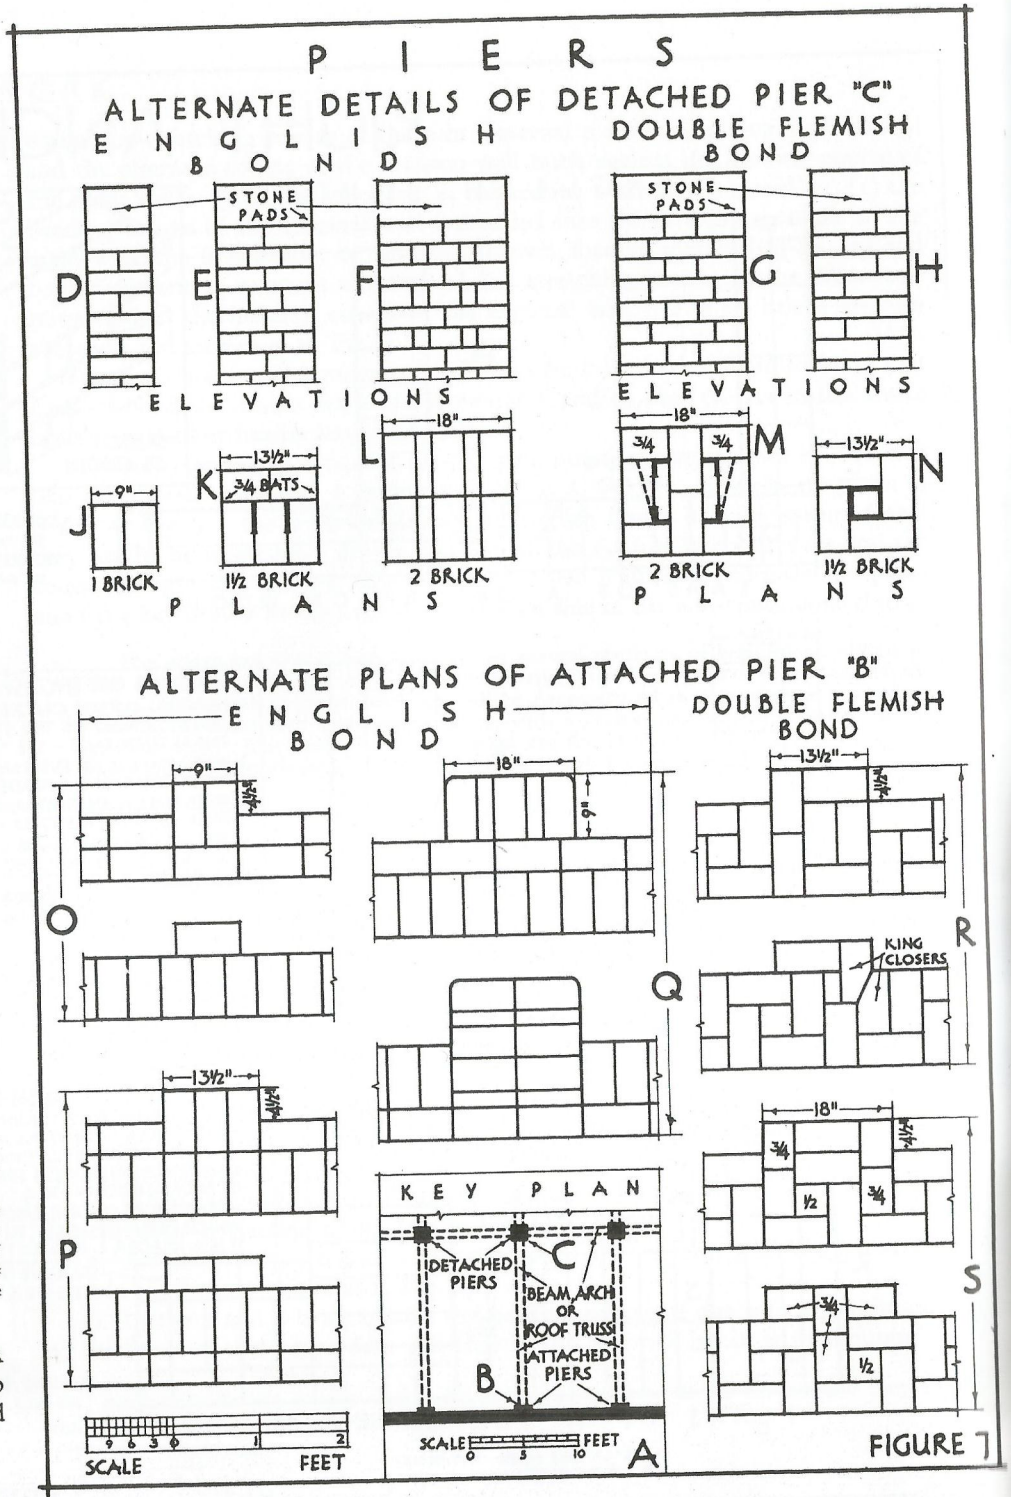 PIERS
ALTERNATE DETAILS OF DETACHED PIER "C"
ENGLISH
BOND
DOUBLE FLEMISH
BOND
STONE
PADS
STONE
PADS
D
E
F
G
H
ELEVATIONS
ELEVATIONS
9"
J
1 BRICK
13½"
K
¾ BATS
1½ BRICK
18"
L
2 BRICK
18"
¾
¾
M
2 BRICK
13½"
N
1½ BRICK
PLANS
PLANS
ALTERNATE PLANS OF ATTACHED PIER "B"
ENGLISH
BOND
DOUBLE FLEMISH
BOND
9"
4½"
O
18"
9"
Q
13½"
4½"
R
KING
CLOSERS
13½"
4½"
P
18"
4½"
¾
½
¾
S
¾
½
KEY PLAN
DETACHED
PIERS
C
BEAM, ARCH
OR
ROOF TRUSS
ATTACHED
PIERS
B
SCALE 0 5 10 FEET
A
9 6 3 0 1 2
SCALE FEET
FIGURE 7